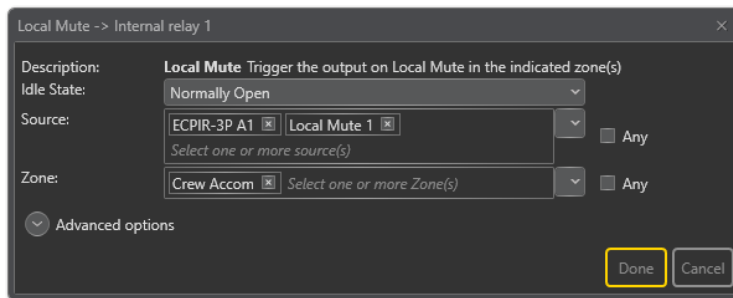 Local Mute -> Internal relay 1
Description: Local Mute Trigger the output on Local Mute in the indicated zone(s)
Idle State: Normally Open
Source: ECPIR-3P A1 Local Mute 1
Any
Select one or more source(s)
Zone: Crew Accom Select one or more Zone(s) Any
Advanced options
Done Cancel